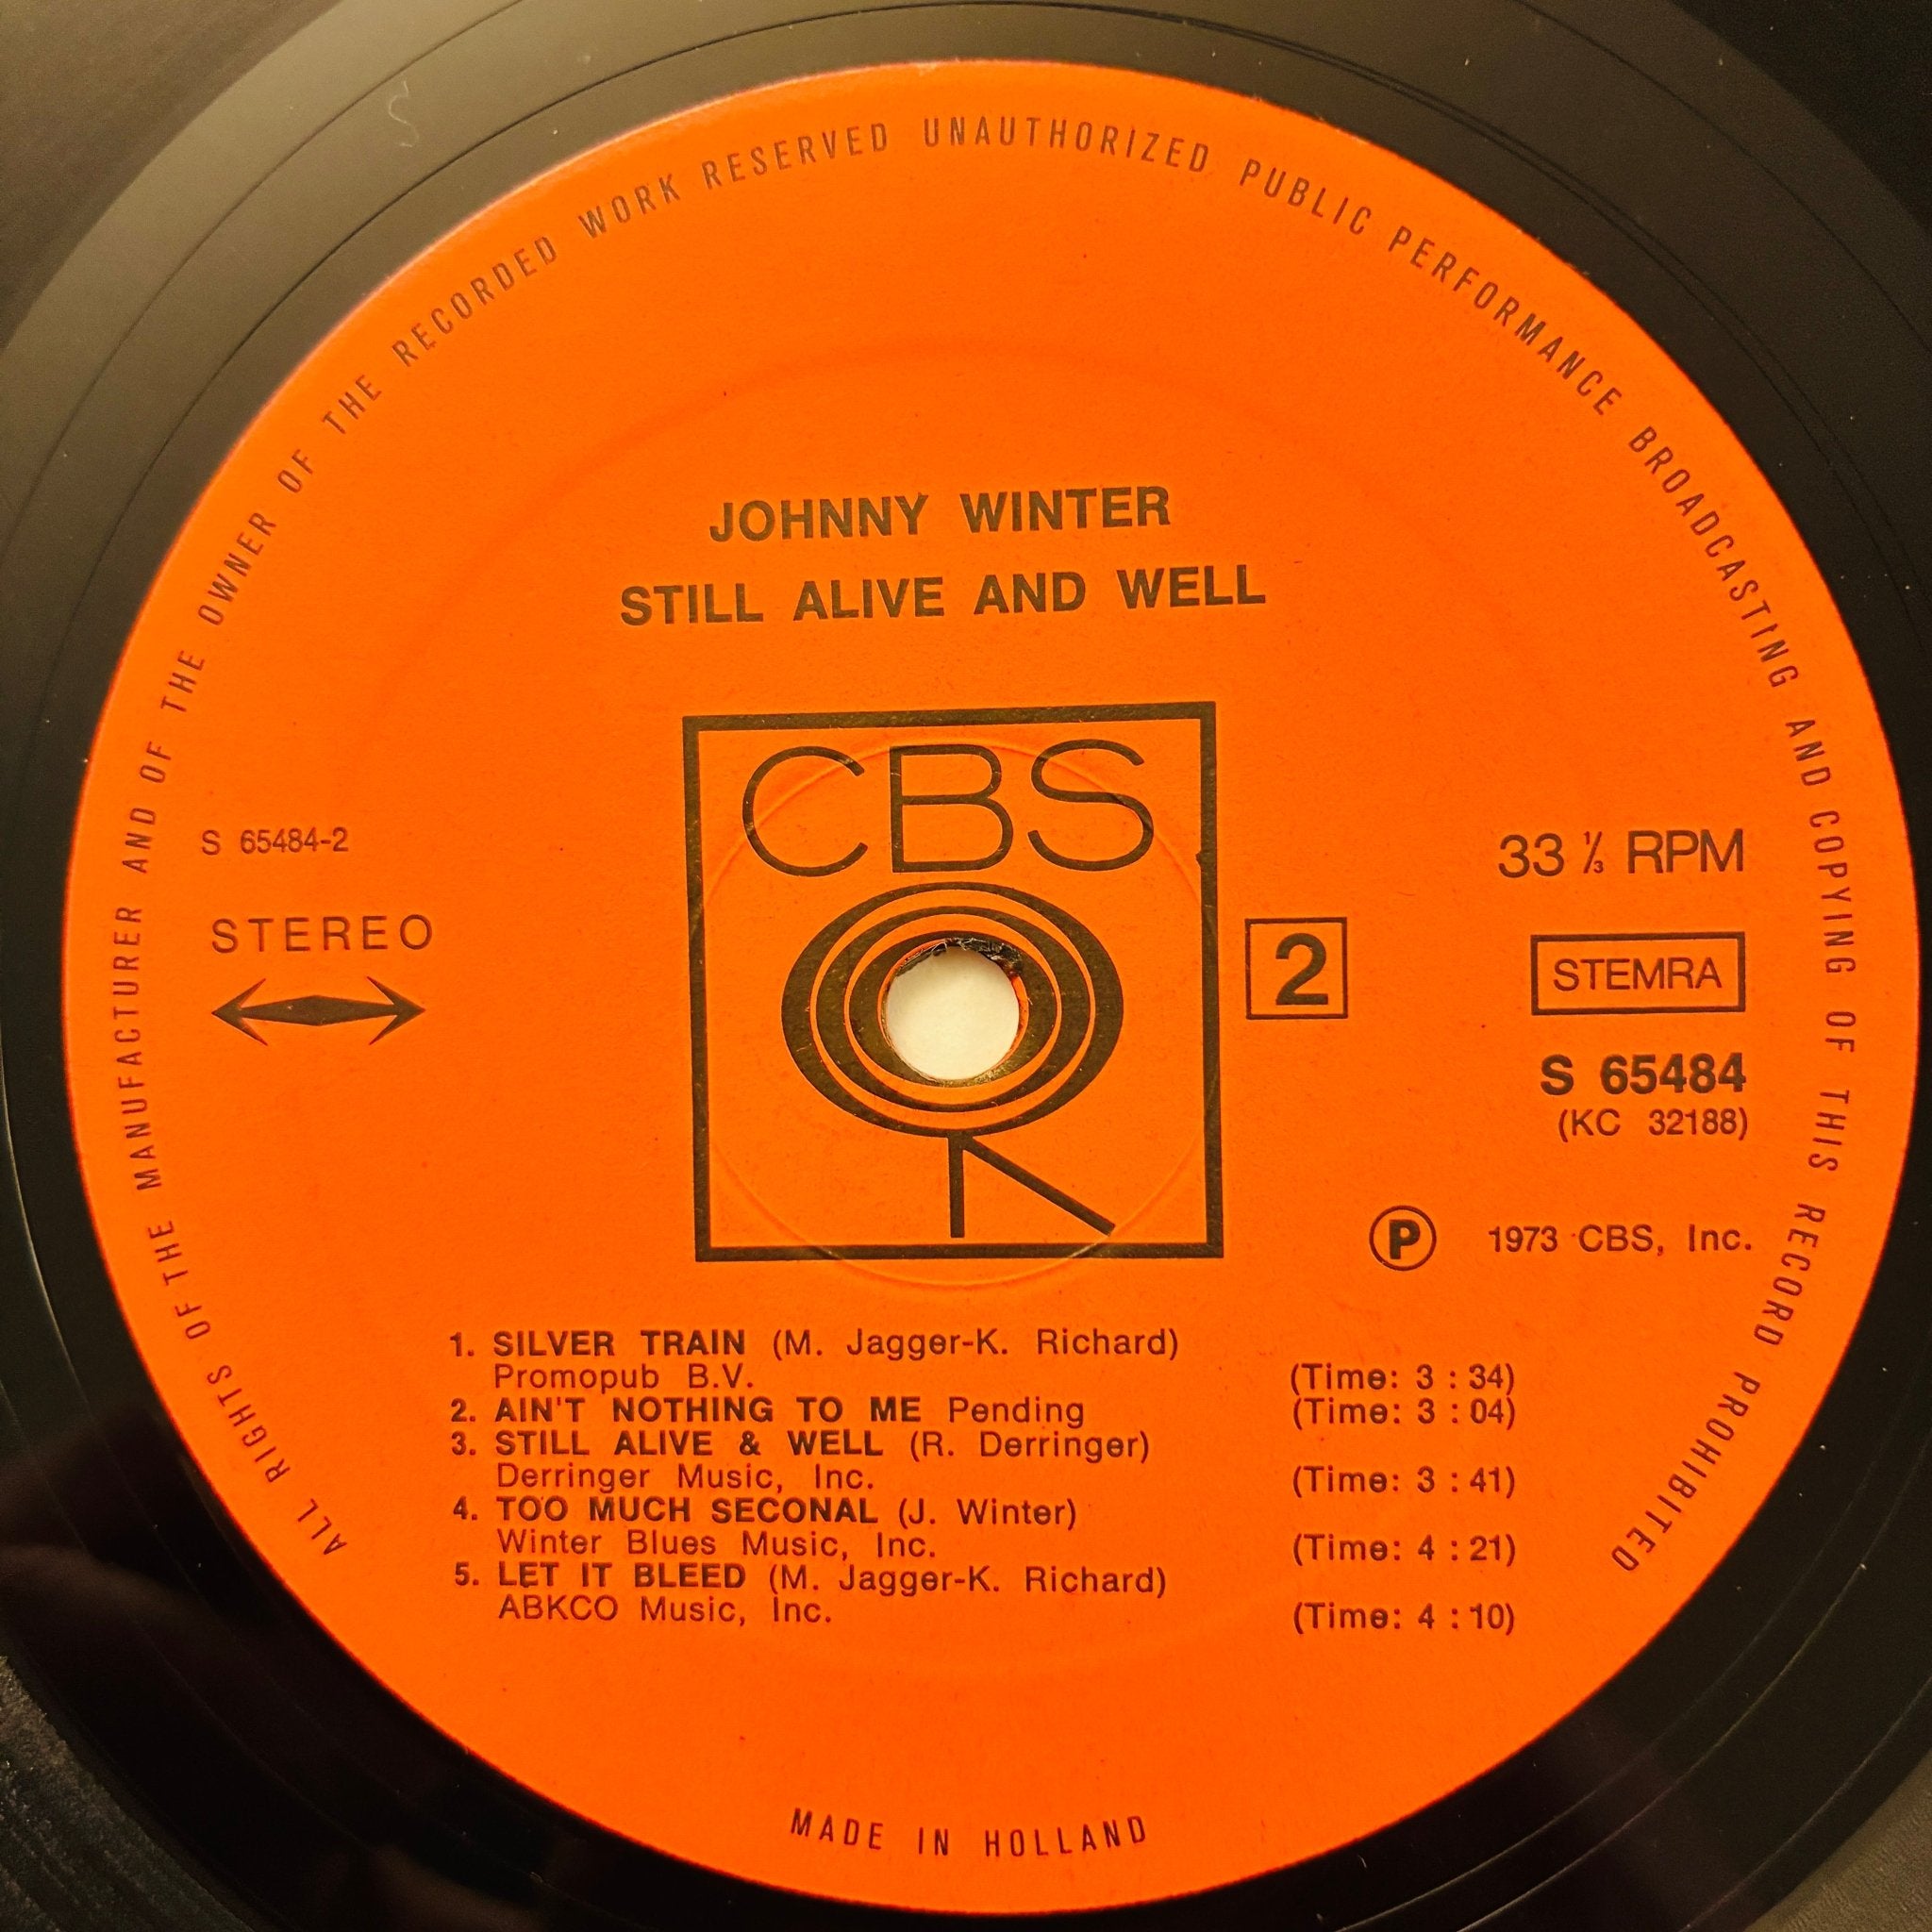 ALL RIGHTS OF THE MANUFACTURER AND OF THE OWNER OF THE RECORDED WORK RESERVED UNAUTHORIZED PUBLIC PERFORMANCE BROADCASTING AND COPYING OF THIS RECORD PROHIBITED
JOHNNY WINTER
STILL ALIVE AND WELL
CBS
S 65484-2
STEREO
2
33 1/3 RPM
STEMRA
S 65484
(KC 32188)
P 1973 CBS, Inc.
1. SILVER TRAIN (M. Jagger-K. Richard)
Promopub B.V. (Time: 3 : 34)
2. AIN'T NOTHING TO ME Pending (Time: 3 : 04)
3. STILL ALIVE & WELL (R. Derringer)
Derringer Music, Inc. (Time: 3 : 41)
4. TOO MUCH SECONAL (J. Winter)
Winter Blues Music, Inc. (Time: 4 : 21)
5. LET IT BLEED (M. Jagger-K. Richard)
ABKCO Music, Inc. (Time: 4 : 10)
MADE IN HOLLAND